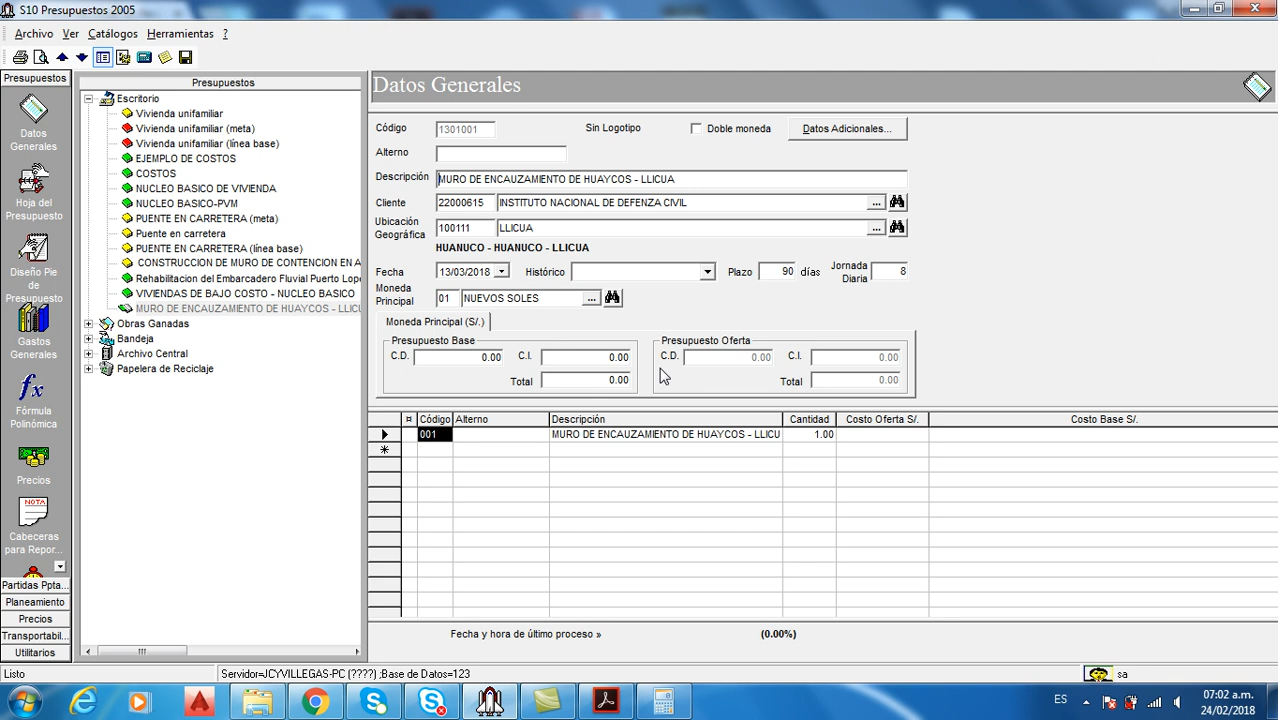 S10 Presupuestos 2005
Archivo Ver Catálogos Herramientas ?
Presupuestos
Datos
Generales
Hoja del
Presupuesto
Diseño Pie
de
Presupuesto
Gastos
Generales
fx
Fórmula
Polinómica
Precios
NOTA
Cabeceras
para Repor...
Partidas Ppta...
Planeamiento
Precios
Transportabil...
Utilitarios
Presupuestos
Escritorio
Vivienda unifamiliar
Vivienda unifamiliar (meta)
Vivienda unifamiliar (línea base)
EJEMPLO DE COSTOS
COSTOS
NUCLEO BASICO DE VIVIENDA
NUCLEO BASICO-PVM
PUENTE EN CARRETERA (meta)
Puente en carretera
PUENTE EN CARRETERA (línea base)
CONSTRUCCION DE MURO DE CONTENCION EN A
Rehabilitacion del Embarcadero Fluvial Puerto Lope
VIVIENDAS DE BAJO COSTO - NUCLEO BASICO
MURO DE ENCAUZAMIENTO DE HUAYCOS - LLICU
Obras Ganadas
Bandeja
Archivo Central
Papelera de Reciclaje
Datos Generales
Código 1301001 Sin Logotipo Doble moneda Datos Adicionales...
Alterno
Descripción MURO DE ENCAUZAMIENTO DE HUAYCOS - LLICUA
Cliente 22000615 INSTITUTO NACIONAL DE DEFENZA CIVIL ...
Ubicación
Geográfica 100111 LLICUA ...
HUANUCO - HUANUCO - LLICUA
Fecha 13/03/2018 Histórico Plazo 90 días Jornada
Diaria 8
Moneda
Principal 01 NUEVOS SOLES ...
Moneda Principal (S/.)
Presupuesto Base Presupuesto Oferta
C.D. 0.00 C.I. 0.00 C.D. 0.00 C.I. 0.00
Total 0.00 Total 0.00
¤ Código Alterno Descripción Cantidad Costo Oferta S/. Costo Base S/.
001 MURO DE ENCAUZAMIENTO DE HUAYCOS - LLICU 1.00
Fecha y hora de último proceso » (0.00%)
Listo Servidor=JCYVILLEGAS-PC (????) ;Base de Datos=123 sa
ES 07:02 a.m.
24/02/2018